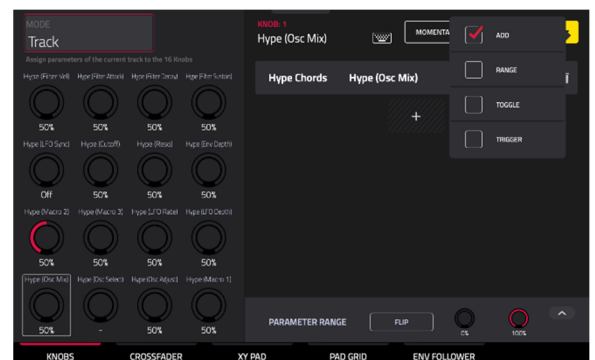 MODE
Track
Assign parameters of the current track to the 16 Knobs
Hype (Filter Vel) Hype (Filter Attack) Hype (Filter Decay) Hype (Filter Sustain)
50% 50% 50% 50%
Hype (LFO Sync) Hype (Cutoff) Hype (Reso) Hype (Env Depth)
Off 50% 50% 50%
Hype (Macro 2) Hype (Macro 3) Hype (LFO Rate) Hype (LFO Depth)
50% 50% 50% 50%
Hype (Osc Mix) Hype (Osc Select) Hype (Osc Adjust) Hype (Macro 1)
50% - 50% 50%
KNOB: 1
Hype (Osc Mix)
MOMENTA
ADD
RANGE
TOGGLE
TRIGGER
Hype Chords Hype (Osc Mix)
+
PARAMETER RANGE FLIP 0% 100%
KNOBS CROSSFADER XY PAD PAD GRID ENV FOLLOWER